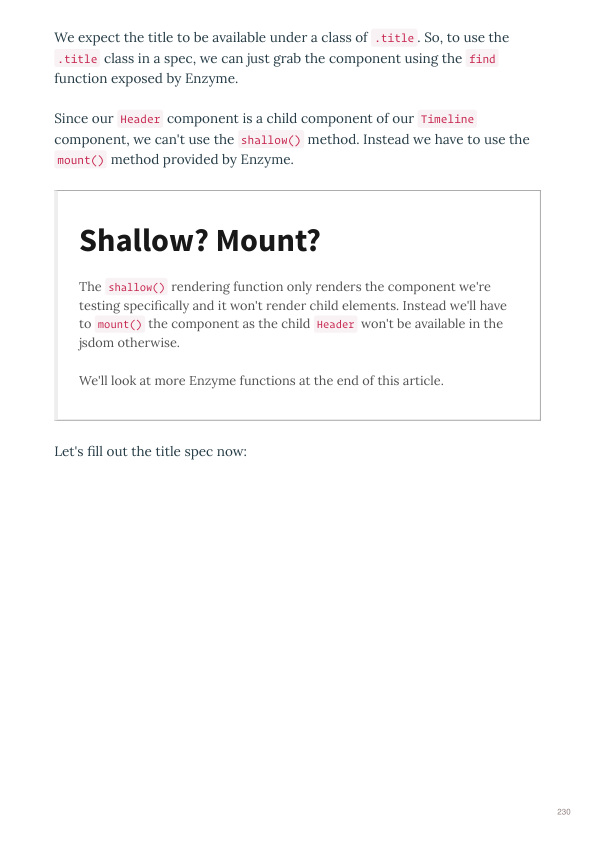 We expect the title to be available under a class of .title. So, to use the
.title class in a spec, we can just grab the component using the find
function exposed by Enzyme.
Since our Header component is a child component of our Timeline
component, we can't use the shallow() method. Instead we have to use the
mount() method provided by Enzyme.
Shallow? Mount?
The shallow() rendering function only renders the component we're
testing specifically and it won't render child elements. Instead we'll have
to mount() the component as the child Header won't be available in the
jsdom otherwise.
We'll look at more Enzyme functions at the end of this article.
Let's fill out the title spec now:
230